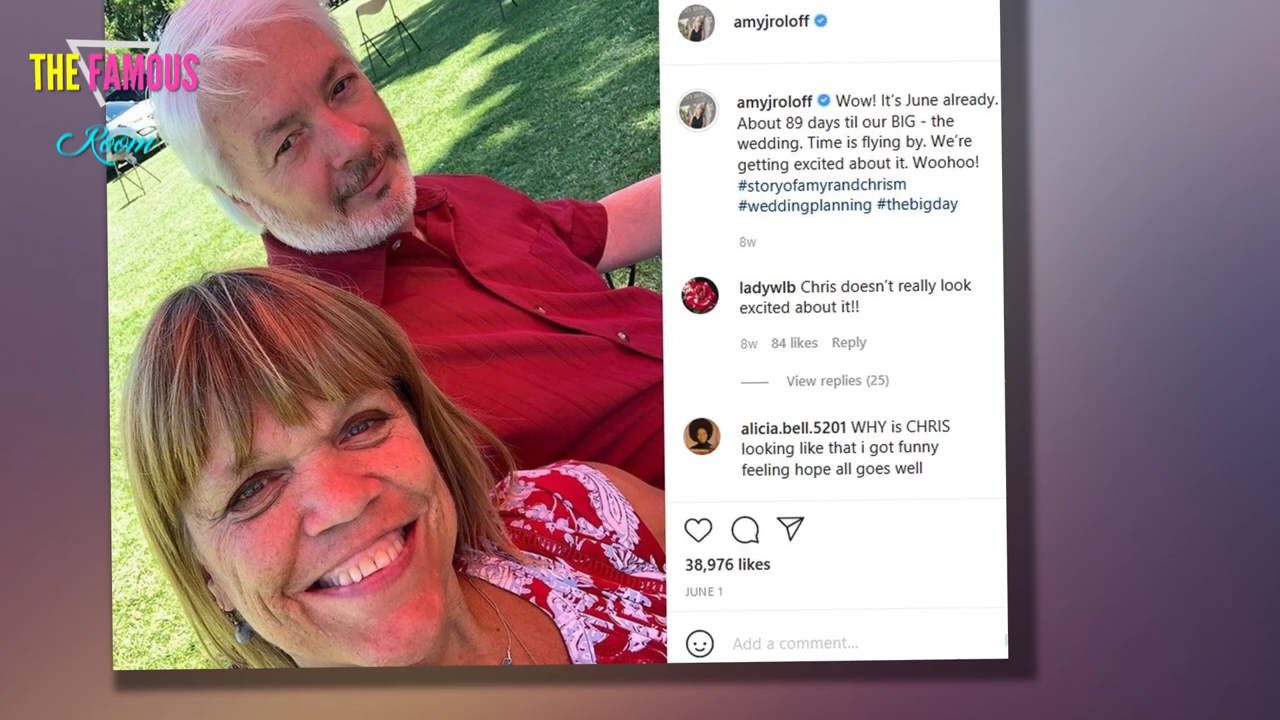 THE FAMOUS
Room
amyjroloff
amyjroloff Wow! It's June already.
About 89 days til our BIG - the
wedding. Time is flying by. We're
getting excited about it. Woohoo!
#storyofamyrandchrism
#weddingplanning #thebigday
8w
ladywlb Chris doesn't really look
excited about it!!
8w 84 likes Reply
View replies (25)
alicia.bell.5201 WHY is CHRIS
looking like that i got funny
feeling hope all goes well
38,976 likes
JUNE 1
Add a comment...